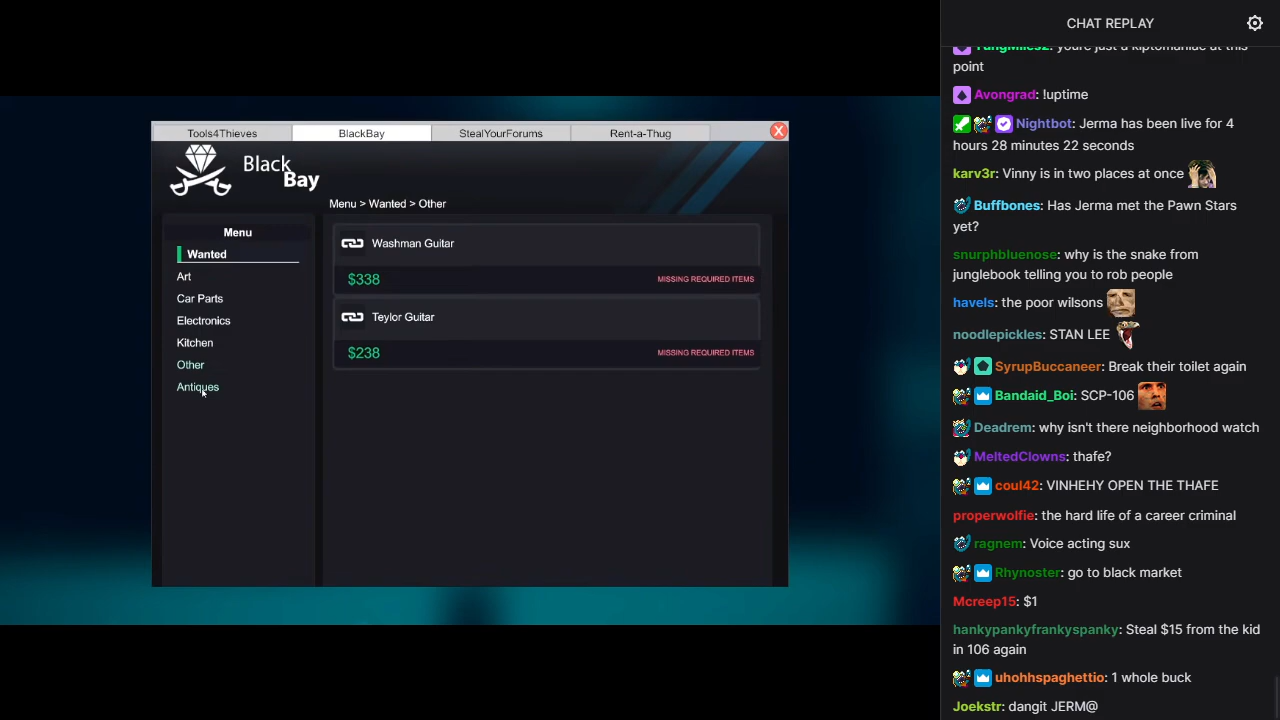 Tools4Thieves
BlackBay
StealYourForums
Rent-a-Thug
X
Black
Bay
Menu > Wanted > Other
Menu
Wanted
Art
Car Parts
Electronics
Kitchen
Other
Antiques
Washman Guitar
$338
MISSING REQUIRED ITEMS
Teylor Guitar
$238
MISSING REQUIRED ITEMS
CHAT REPLAY
YungMiles2: youre just a kiptomaniac at this
point
Avongrad: !uptime
Nightbot: Jerma has been live for 4
hours 28 minutes 22 seconds
karv3r: Vinny is in two places at once
Buffbones: Has Jerma met the Pawn Stars
yet?
snurphbluenose: why is the snake from
junglebook telling you to rob people
havels: the poor wilsons
noodlepickles: STAN LEE
SyrupBuccaneer: Break their toilet again
Bandaid_Boi: SCP-106
Deadrem: why isn't there neighborhood watch
MeltedClowns: thafe?
coul42: VINHEHY OPEN THE THAFE
properwolfie: the hard life of a career criminal
ragnem: Voice acting sux
Rhynoster: go to black market
Mcreep15: $1
hankypankyfrankyspanky: Steal $15 from the kid
in 106 again
uhohhspaghettio: 1 whole buck
Joekstr: dangit JERM@